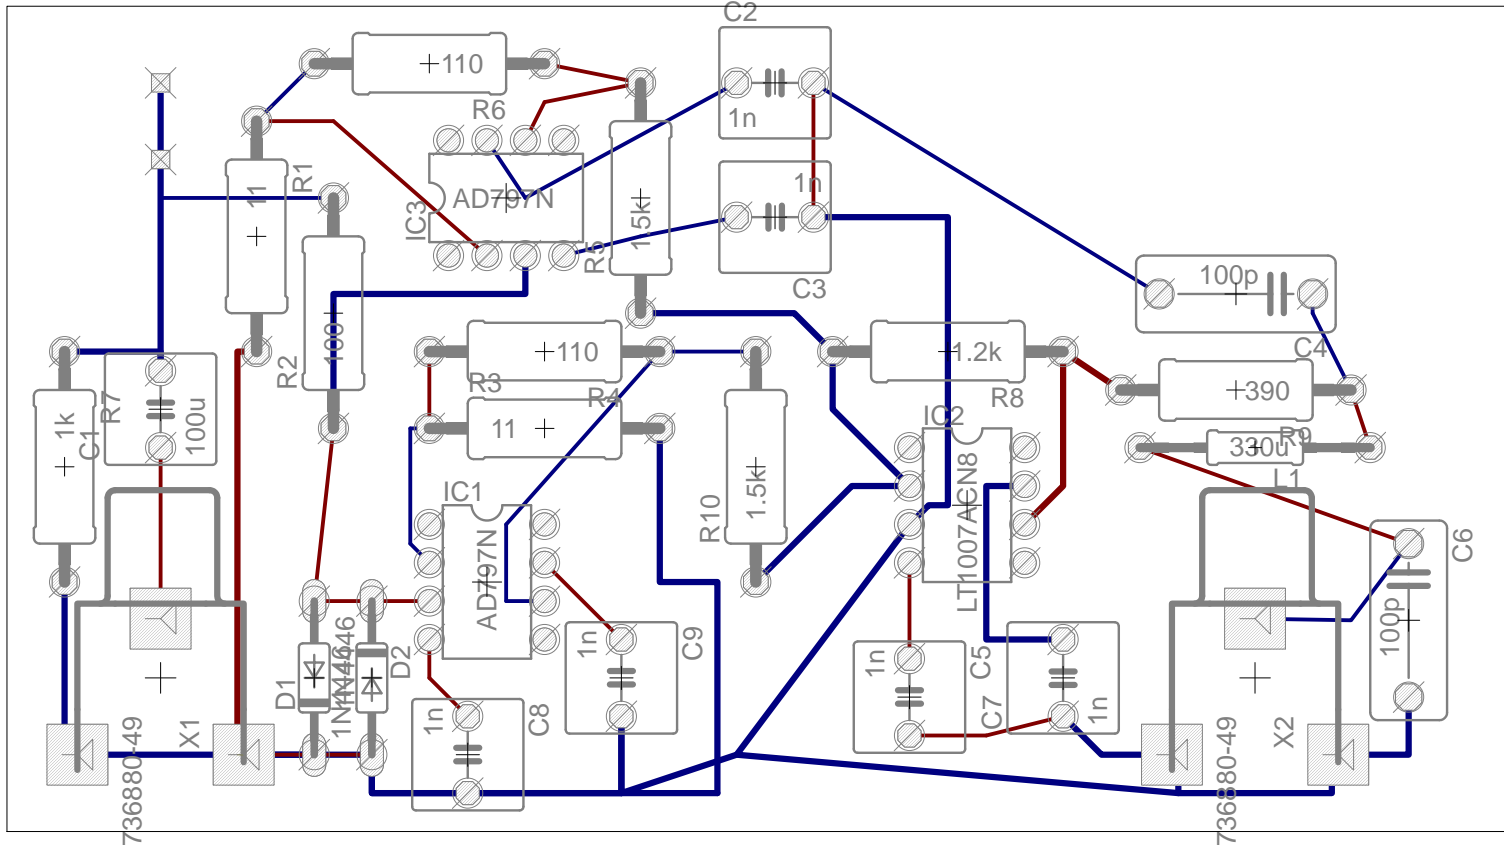 C2
110
R6
1n
AD797N
IC3
R1
11
1n
C3
R5
1.5k
100p
C4
R2
100
110
R3
R4
11
1.2k
R8
390
R9
330u
L1
R7
1k
C1
100u
IC1
AD797N
R10
1.5k
IC2
LT1007ACN8
C6
100p
D1
1N4446
1N4446
D2
1n
C9
1n
C8
1n
C5
C7
1n
X1
736880-49
X2
736880-49